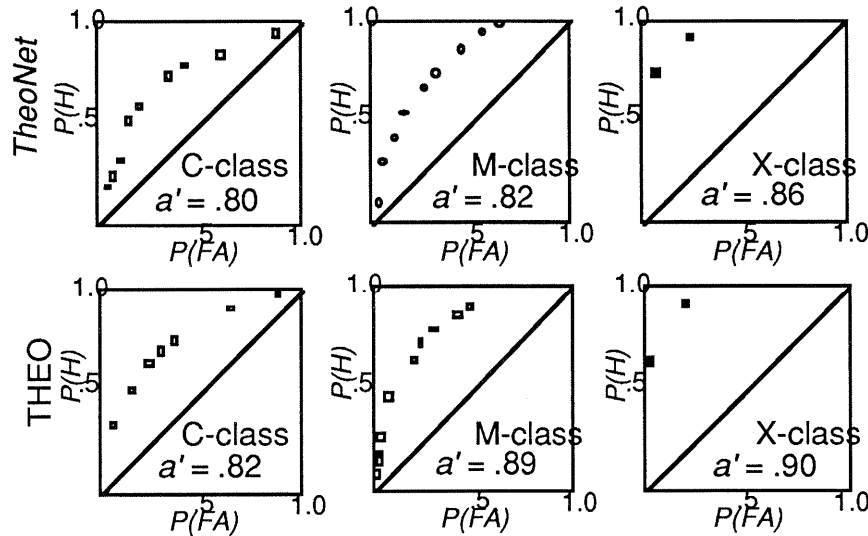 TheoNet
1.0
P(H)
.5
C-class
a' = .80
.5
1.0
P(FA)
1.0
P(H)
.5
M-class
a' = .82
.5
1.0
P(FA)
1.0
P(H)
.5
X-class
a' = .86
.5
1.0
P(FA)
THEO
1.0
P(H)
.5
C-class
a' = .82
.5
1.0
P(FA)
1.0
P(H)
.5
M-class
a' = .89
.5
1.0
P(FA)
1.0
P(H)
.5
X-class
a' = .90
.5
1.0
P(FA)